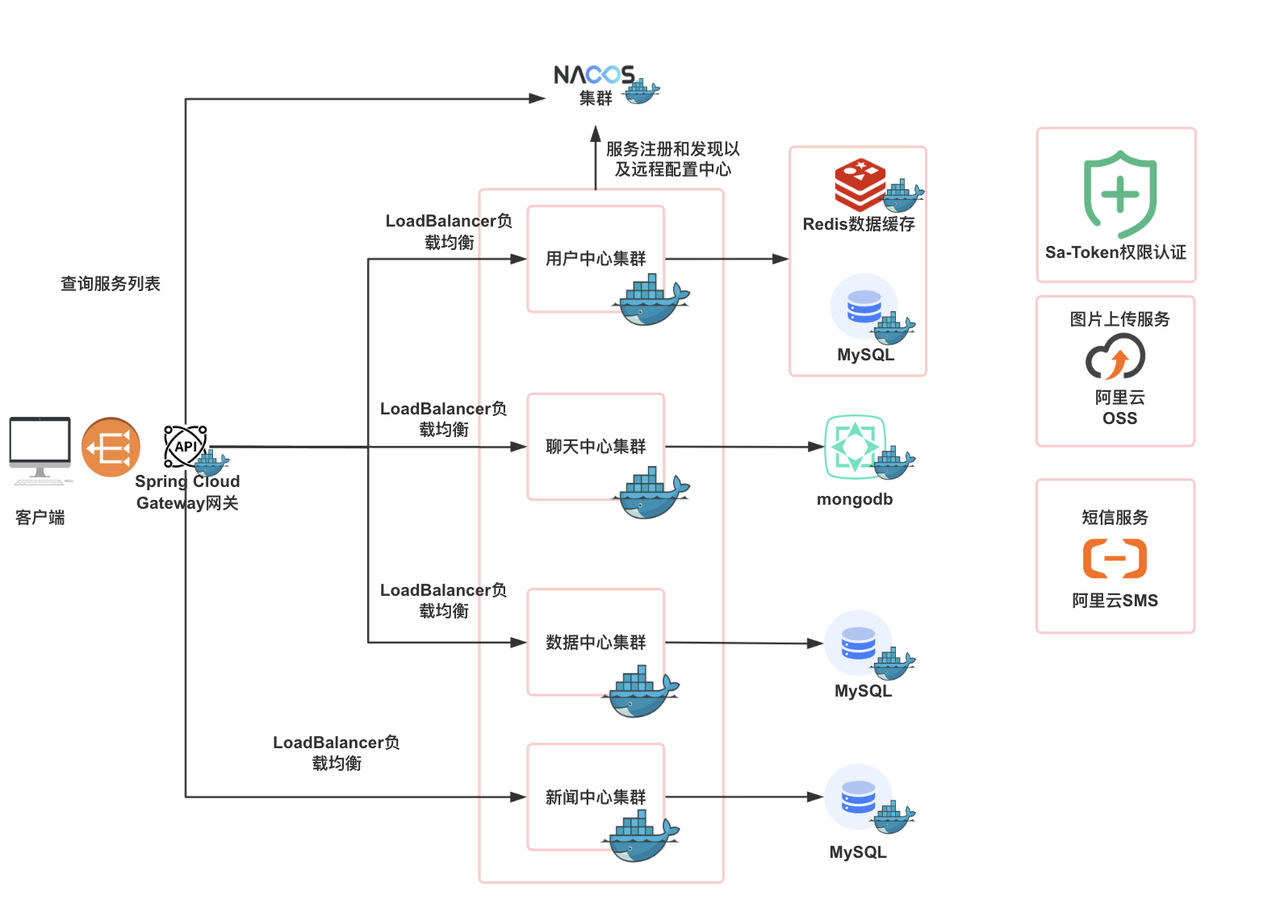 NACOS
集群
服务注册和发现以
及远程配置中心
LoadBalancer负
载均衡
用户中心集群
Redis数据缓存
MySQL
Sa-Token权限认证
查询服务列表
图片上传服务
阿里云
OSS
LoadBalancer负
载均衡
聊天中心集群
mongodb
API
Spring Cloud
Gateway网关
客户端
短信服务
阿里云SMS
LoadBalancer负
载均衡
数据中心集群
MySQL
LoadBalancer负
载均衡
新闻中心集群
MySQL